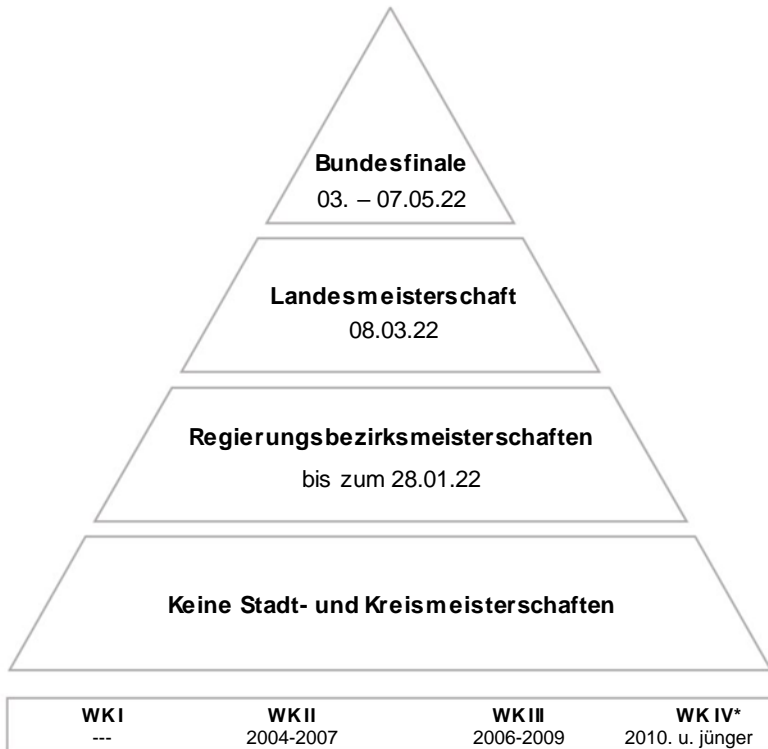 Bundesfinale
03. – 07.05.22
Landesmeisterschaft
08.03.22
Regierungsbezirksmeisterschaften
bis zum 28.01.22
Keine Stadt- und Kreismeisterschaften
WK I WK II WK III WK IV*
--- 2004-2007 2006-2009 2010. u. jünger